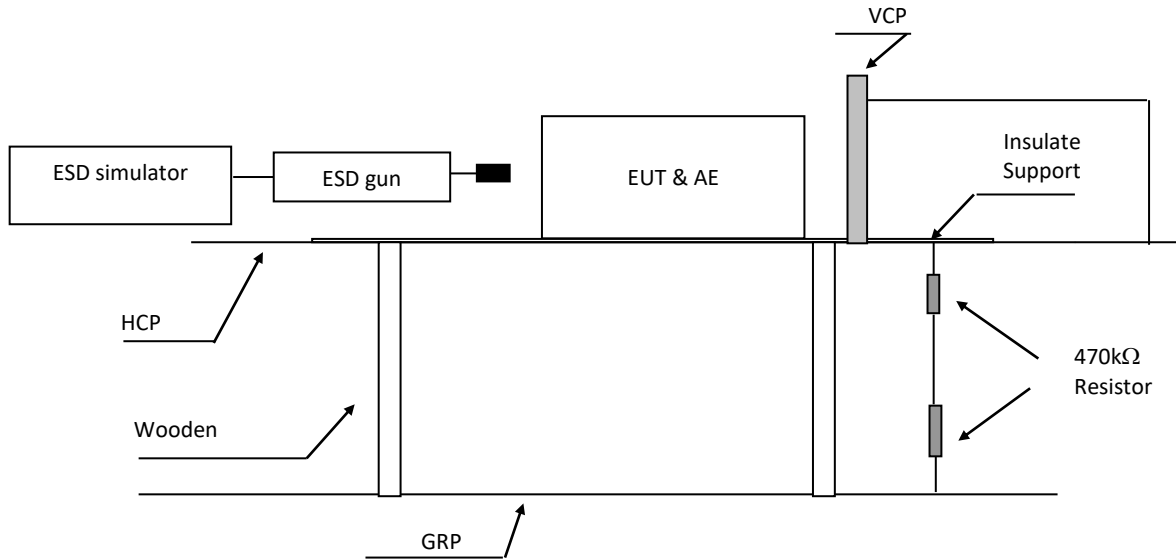 VCP
ESD simulator
ESD gun
EUT & AE
Insulate
Support
HCP
470kΩ
Resistor
Wooden
GRP